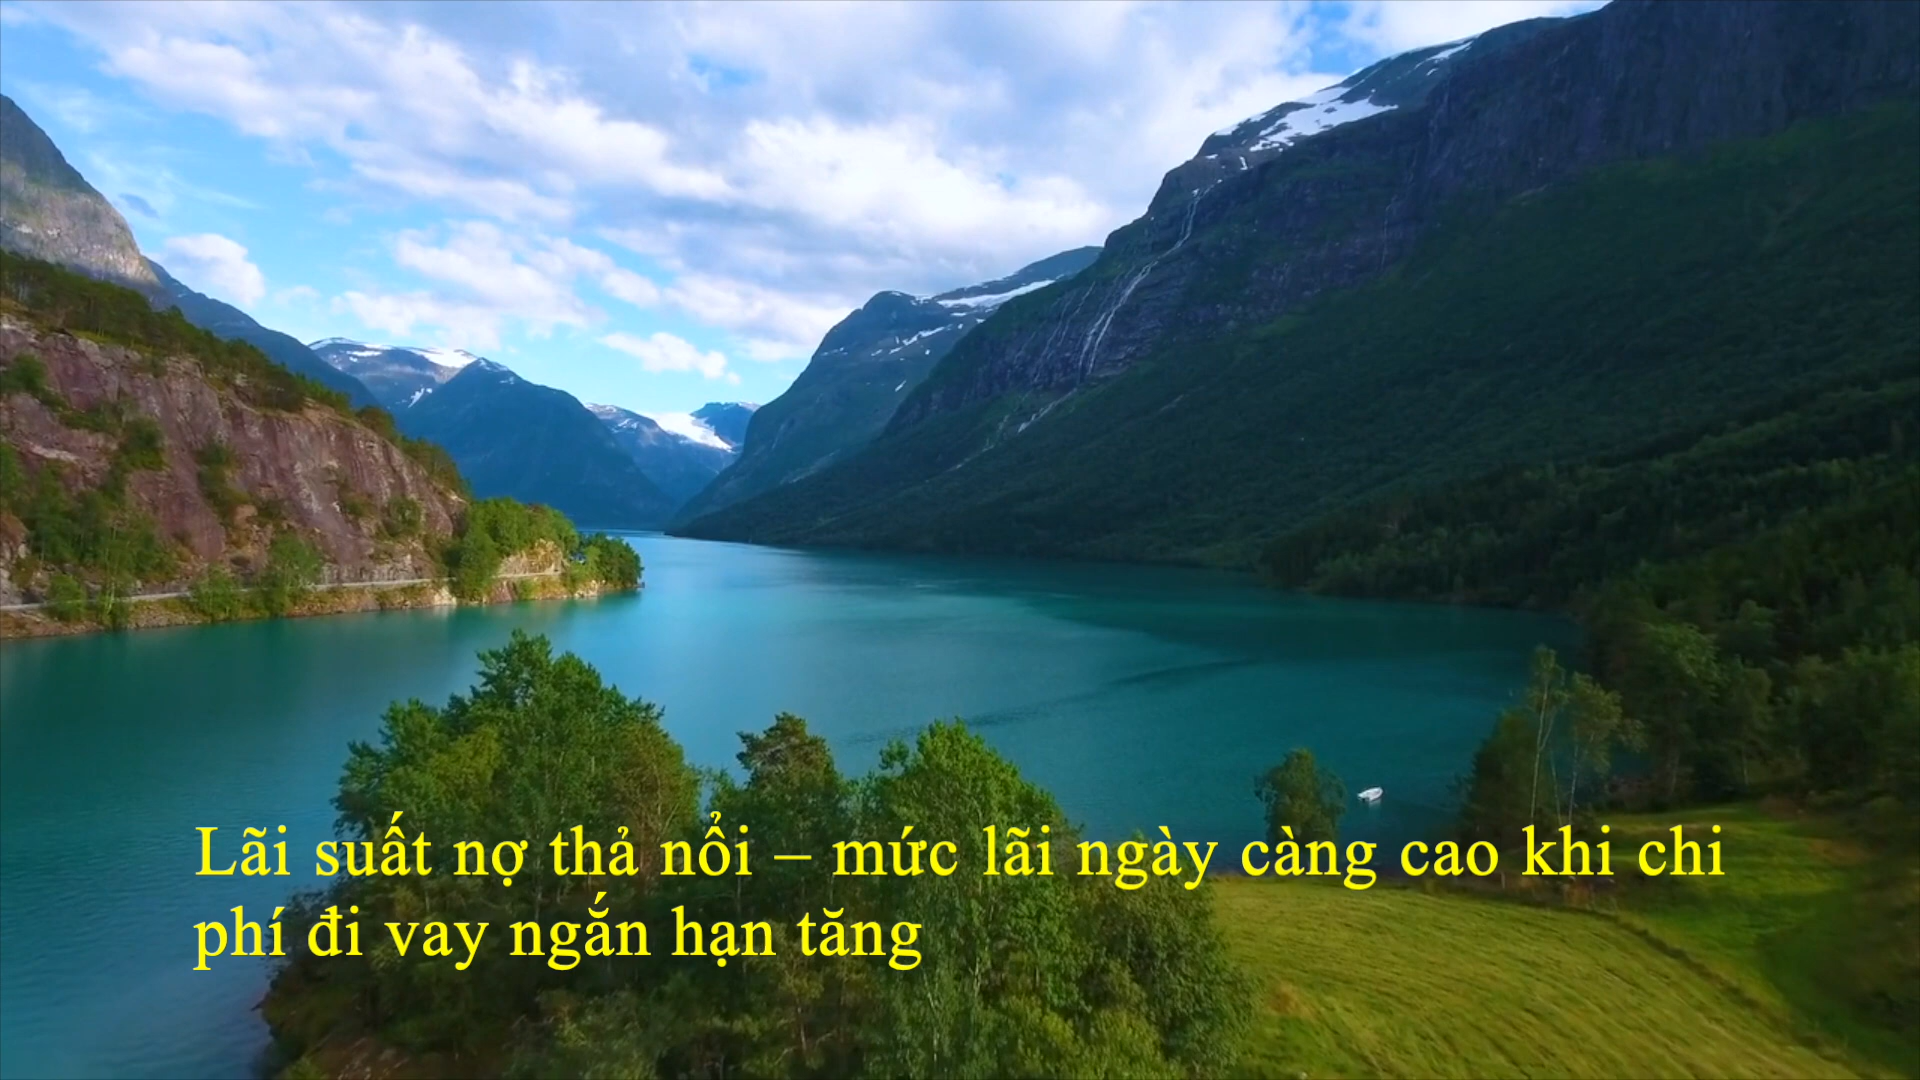 Lãi suất nợ thả nổi – mức lãi ngày càng cao khi chi
phí đi vay ngắn hạn tăng